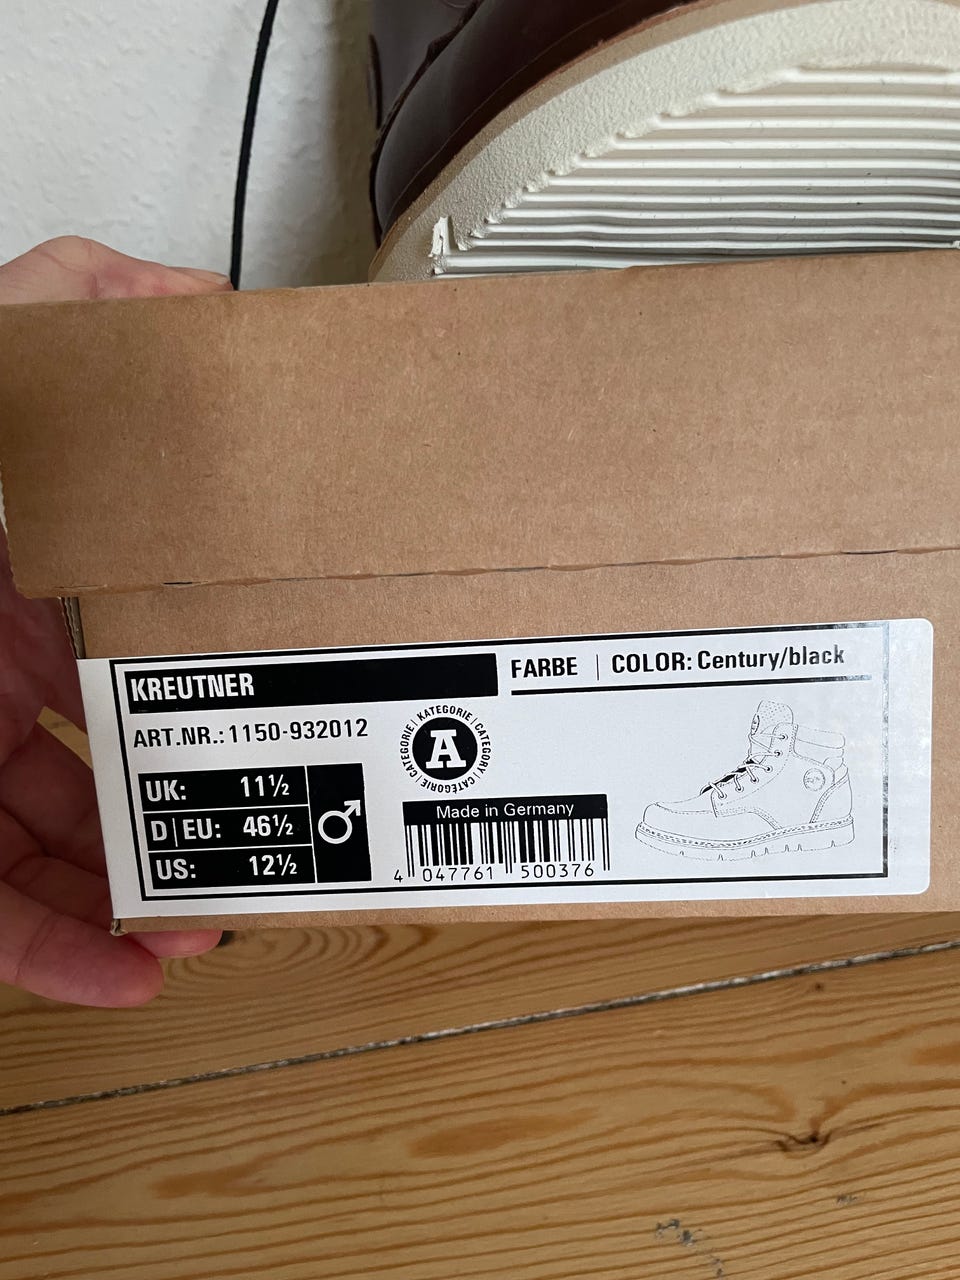 KREUTNER
FARBE | COLOR: Century/black
ART.NR.: 1150-932012
KATEGORIE | CATEGORY | CATÉGORIE | CATEGORIE |
A
UK: 11½
D|EU: 46½
US: 12½
Made in Germany
4 047761 500376